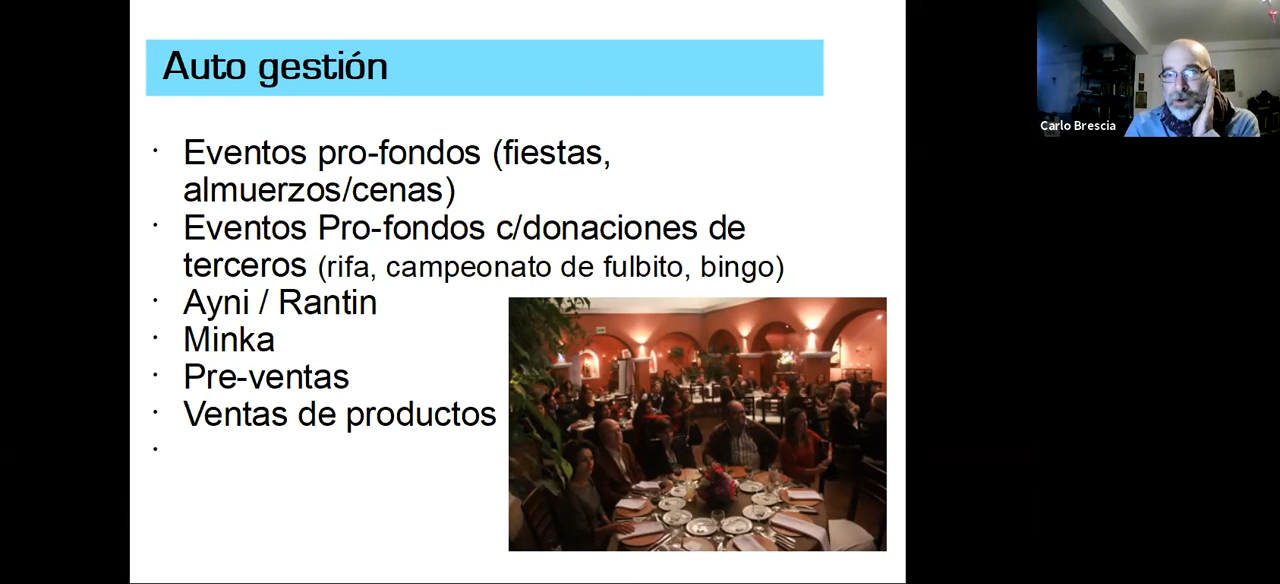 Auto gestión
· Eventos pro-fondos (fiestas,
almuerzos/cenas)
· Eventos Pro-fondos c/donaciones de
terceros (rifa, campeonato de fulbito, bingo)
· Ayni / Rantin
· Minka
· Pre-ventas
· Ventas de productos
·
Carlo Brescia